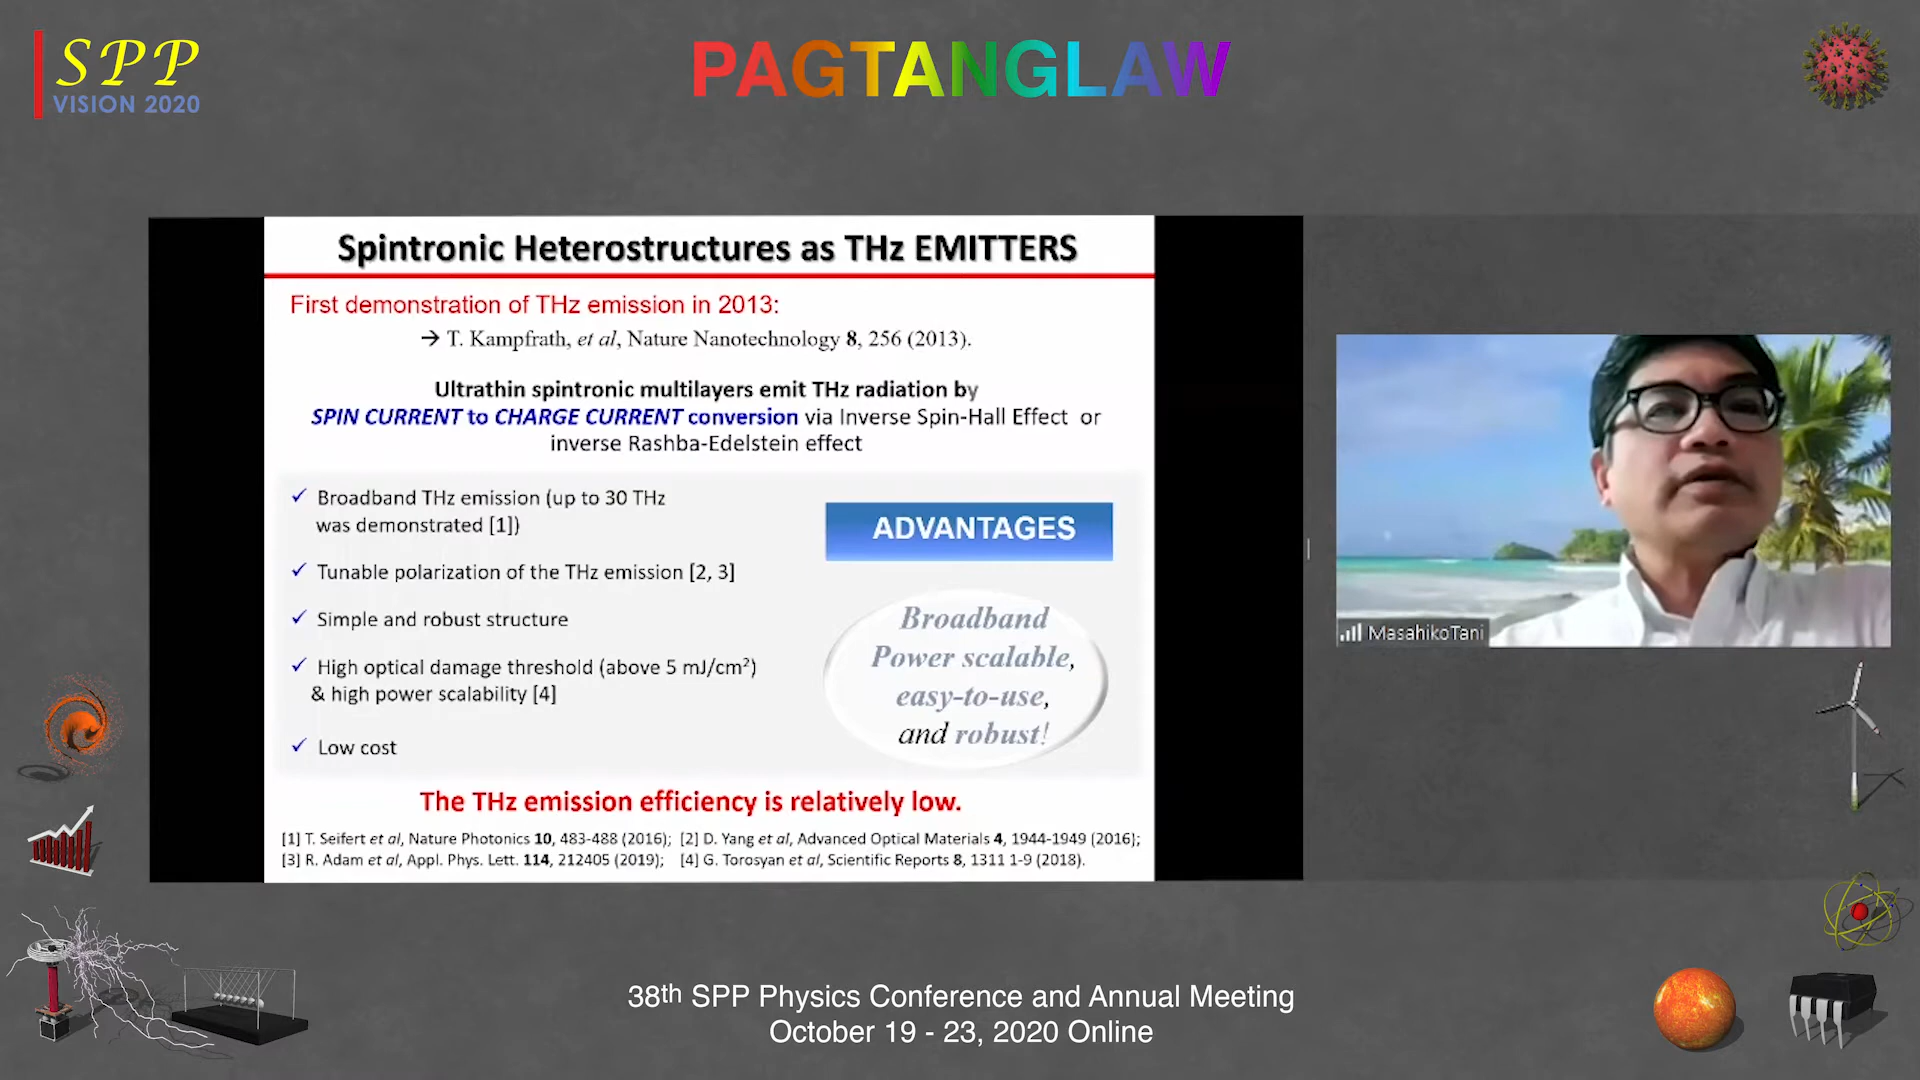 SPP
VISION 2020
PAGTANGLAW
Spintronic Heterostructures as THz EMITTERS
First demonstration of THz emission in 2013:
→ T. Kampfrath, et al, Nature Nanotechnology 8, 256 (2013).
Ultrathin spintronic multilayers emit THz radiation by
SPIN CURRENT to CHARGE CURRENT conversion via Inverse Spin-Hall Effect or
inverse Rashba-Edelstein effect
✓ Broadband THz emission (up to 30 THz
was demonstrated [1])
✓ Tunable polarization of the THz emission [2, 3]
✓ Simple and robust structure
✓ High optical damage threshold (above 5 mJ/cm²)
& high power scalability [4]
✓ Low cost
ADVANTAGES
Broadband
Power scalable,
easy-to-use,
and robust!
The THz emission efficiency is relatively low.
[1] T. Seifert et al, Nature Photonics 10, 483-488 (2016); [2] D. Yang et al, Advanced Optical Materials 4, 1944-1949 (2016);
[3] R. Adam et al, Appl. Phys. Lett. 114, 212405 (2019); [4] G. Torosyan et al, Scientific Reports 8, 1311 1-9 (2018).
MasahikoTani
38th SPP Physics Conference and Annual Meeting
October 19 - 23, 2020 Online